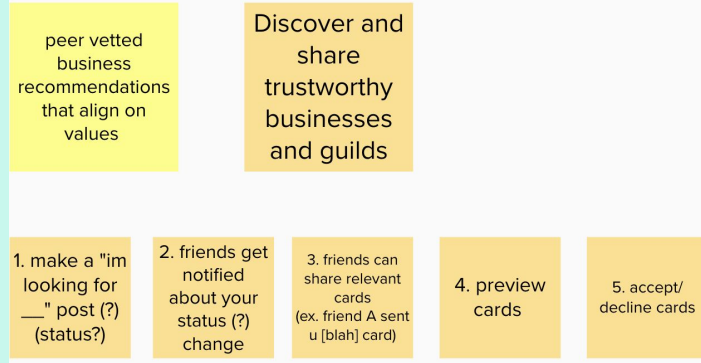 peer vetted
business
recommendations
that align on
values
Discover and
share
trustworthy
businesses
and guilds
1. make a "im
looking for
__" post (?)
(status?)
2. friends get
notified
about your
status (?)
change
3. friends can
share relevant
cards
(ex. friend A sent
u [blah] card)
4. preview
cards
5. accept/
decline cards